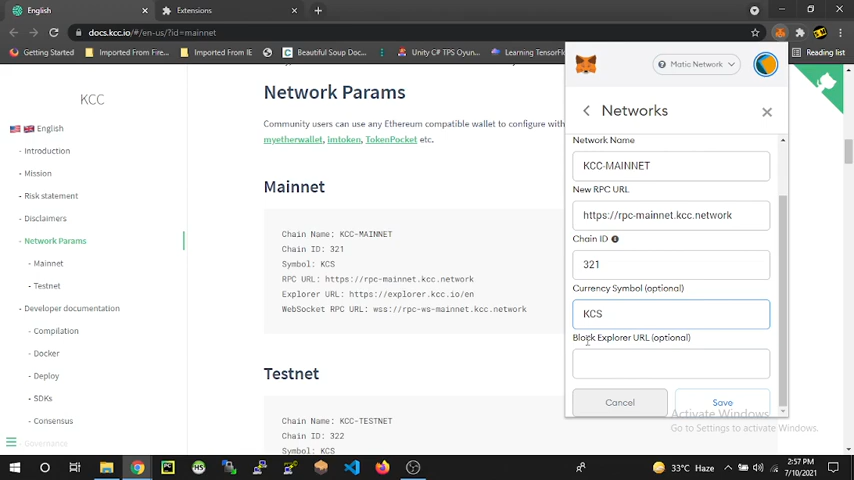 English
Extensions
docs.kcc.io/#/en-us/?id=mainnet
Getting Started
Imported From Fire...
Imported From IE
Beautiful Soup Doc...
Unity C# TPS Oyun...
Learning TensorFlo
Reading list
KCC
English
- Introduction
- Mission
- Risk statement
- Disclaimers
- Network Params
- Mainnet
- Testnet
- Developer documentation
- Compilation
- Docker
- Deploy
- SDKs
- Consensus
- Governance
Network Params
Community users can use any Ethereum compatible wallet to configure with
myetherwallet, imtoken, TokenPocket etc.
Mainnet
Chain Name: KCC-MAINNET
Chain ID: 321
Symbol: KCS
RPC URL: https://rpc-mainnet.kcc.network
Explorer URL: https://explorer.kcc.io/en
WebSocket RPC URL: wss://rpc-ws-mainnet.kcc.network
Testnet
Chain Name: KCC-TESTNET
Chain ID: 322
Symbol: KCS
Matic Network
Networks
Network Name
KCC-MAINNET
New RPC URL
https://rpc-mainnet.kcc.network
Chain ID
321
Currency Symbol (optional)
KCS
Block Explorer URL (optional)
Cancel
Save
Activate Windows
Go to Settings to activate Windows.
33°C Haze
2:57 PM
7/10/2021